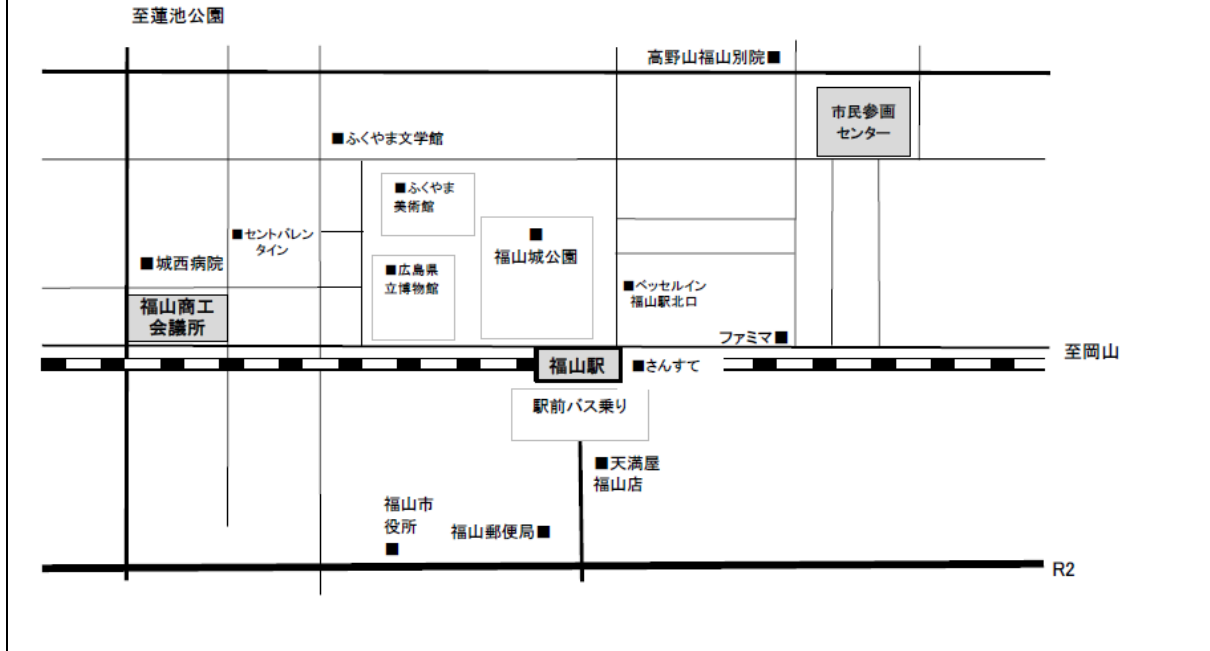 至蓮池公園
高野山福山別院■
市民参画
センター
■ふくやま文学館
■ふくやま
美術館
■セントバレン
タイン
■
福山城公園
■城西病院
■広島県
立博物館
■ベッセルイン
福山駅北口
福山商工
会議所
ファミマ■
至岡山
福山駅
■さんすて
駅前バス乗り
■天満屋
福山店
福山市
役所
■
福山郵便局■
R2